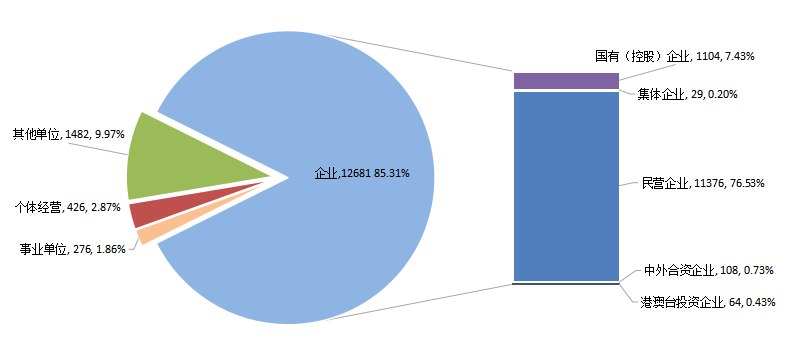 国有（控股）企业, 1104, 7.43%
集体企业, 29, 0.20%
其他单位, 1482, 9.97%
企业,12681 85.31%
民营企业, 11376, 76.53%
个体经营, 426, 2.87%
事业单位, 276, 1.86%
中外合资企业, 108, 0.73%
港澳台投资企业, 64, 0.43%